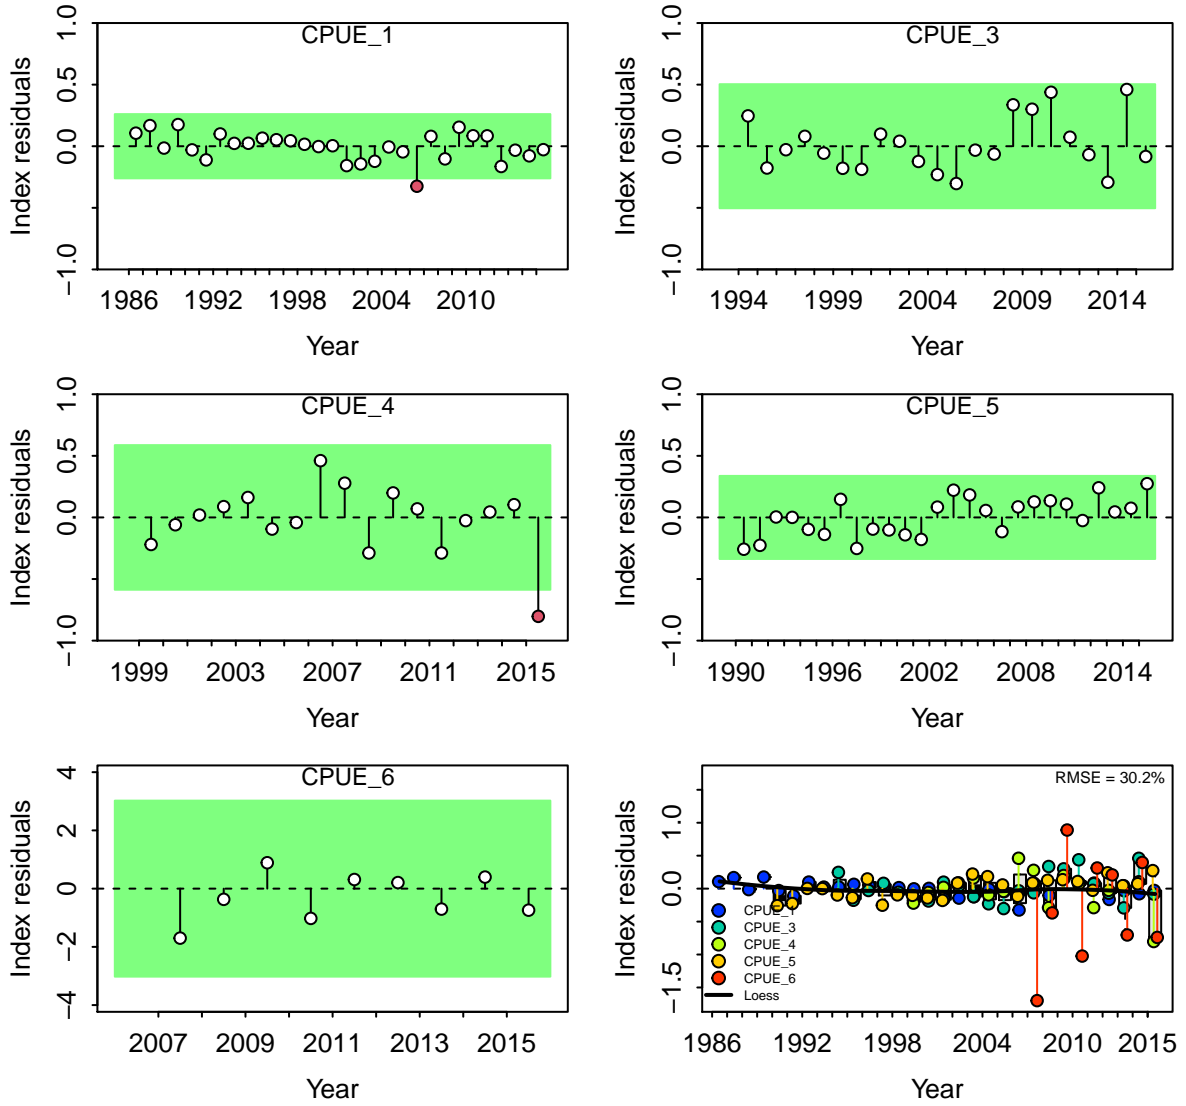 CPUE_1
Index residuals
1.0
0.5
0.0
−1.0
1986 1992 1998 2004 2010
Year
CPUE_3
Index residuals
1.0
0.5
0.0
−1.0
1994 1999 2004 2009 2014
Year
CPUE_4
Index residuals
1.0
0.5
0.0
−1.0
1999 2003 2007 2011 2015
Year
CPUE_5
Index residuals
1.0
0.5
0.0
−1.0
1990 1996 2002 2008 2014
Year
CPUE_6
Index residuals
4
2
0
−2
−4
2007 2009 2011 2013 2015
Year
RMSE = 30.2%
Index residuals
1.0
0.0
−1.5
CPUE_1
CPUE_3
CPUE_4
CPUE_5
CPUE_6
Loess
1986 1992 1998 2004 2010 2015
Year